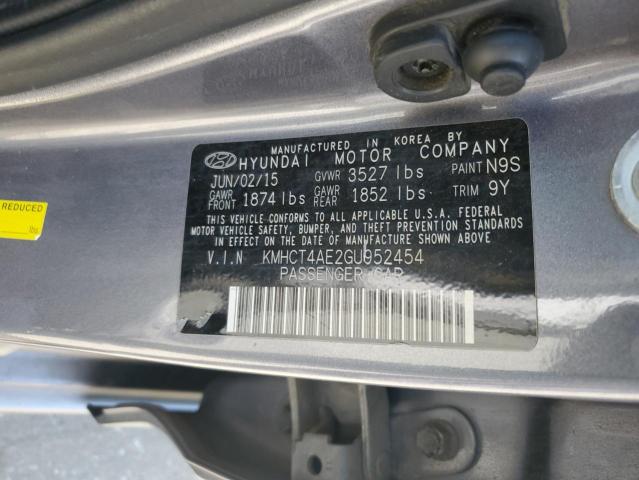 MANUFACTURED IN KOREA BY
HYUNDAI MOTOR COMPANY
JUN/02/15 GVWR 3527 lbs PAINT N9S
GAWR FRONT 1874 lbs GAWR REAR 1852 lbs TRIM 9Y
THIS VEHICLE CONFORMS TO ALL APPLICABLE U.S.A. FEDERAL
MOTOR VEHICLE SAFETY, BUMPER, AND THEFT PREVENTION STANDARDS
IN EFFECT ON THE DATE OF MANUFACTURE SHOWN ABOVE.
V.I.N KMHCT4AE2GU952454
PASSENGER CAR
REDUCED
lbs.